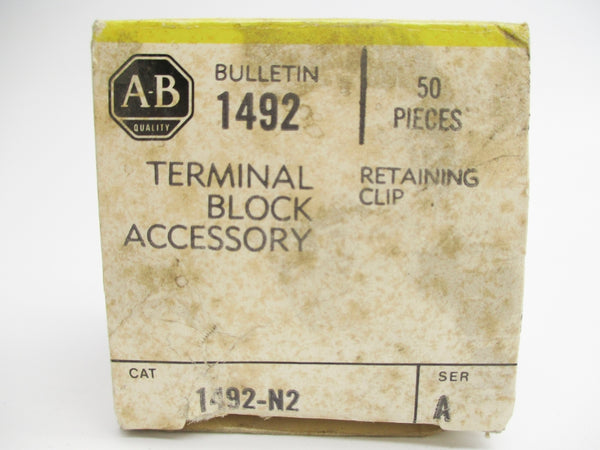 A-B
QUALITY
BULLETIN
1492
50
PIECES
TERMINAL
BLOCK
ACCESSORY
RETAINING
CLIP
CAT
1492-N2
SER
A